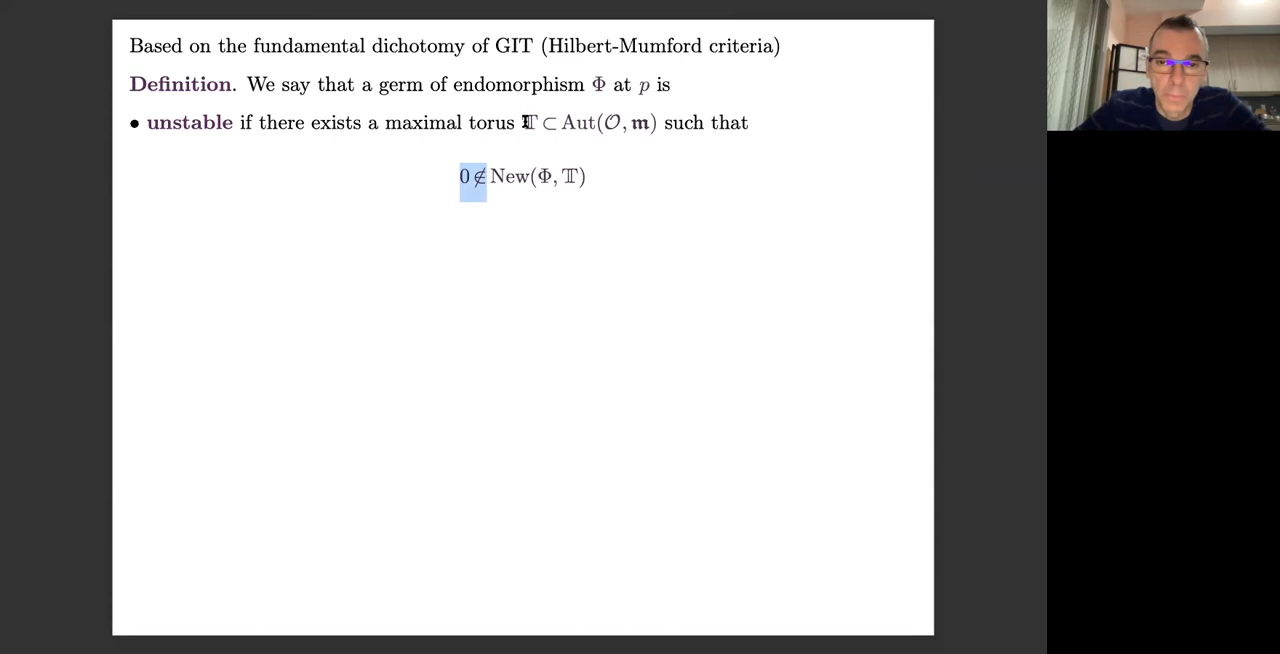 Based on the fundamental dichotomy of GIT (Hilbert-Mumford criteria)
Definition. We say that a germ of endomorphism Φ at p is
• unstable if there exists a maximal torus 𝕋 ⊂ Aut(𝒪, 𝔪) such that
0 ∉ New(Φ, 𝕋)